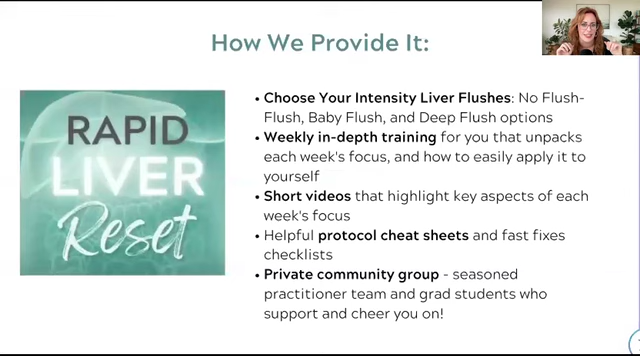 How We Provide It:
RAPID
LIVER
Reset
• Choose Your Intensity Liver Flushes: No Flush-
Flush, Baby Flush, and Deep Flush options
• Weekly in-depth training for you that unpacks
each week's focus, and how to easily apply it to
yourself
• Short videos that highlight key aspects of each
week's focus
• Helpful protocol cheat sheets and fast fixes
checklists
• Private community group - seasoned
practitioner team and grad students who
support and cheer you on!